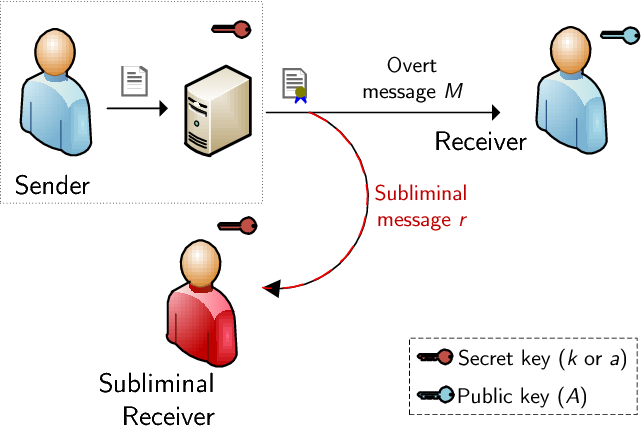 Overt
message M
Receiver
Sender
Subliminal
message r
Subliminal
Receiver
Secret key (k or a)
Public key (A)